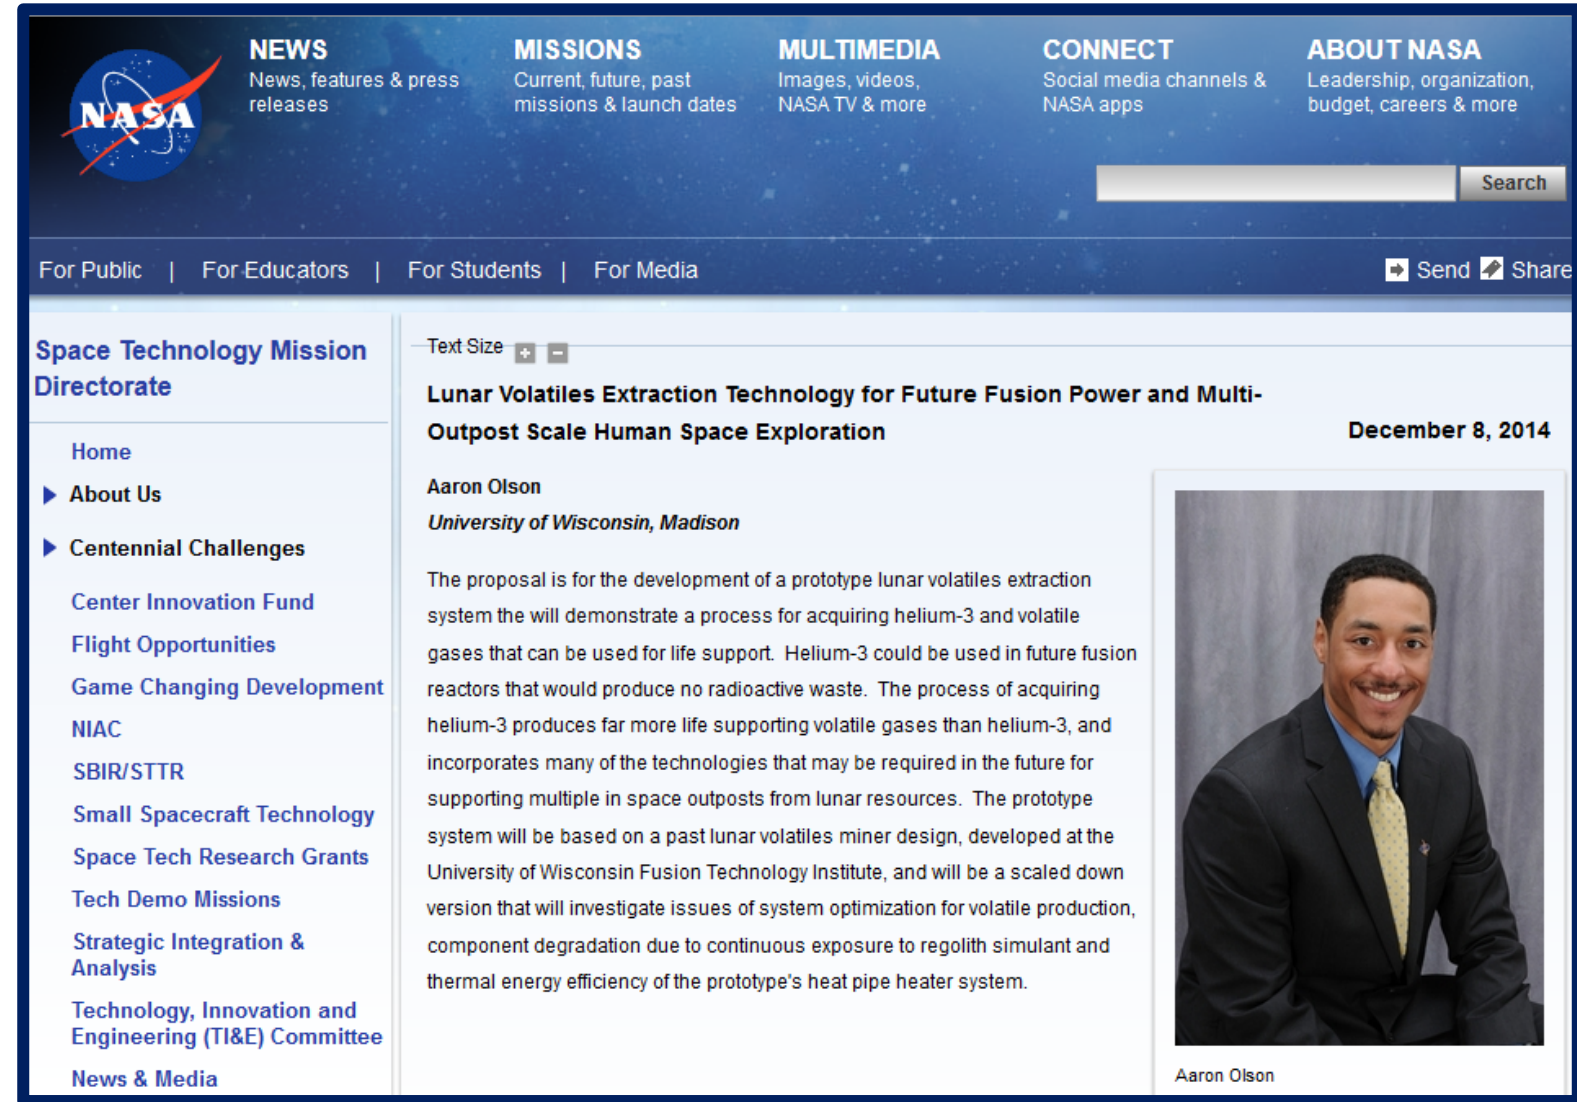 NASA
NEWS
News, features & press
releases
MISSIONS
Current, future, past
missions & launch dates
MULTIMEDIA
Images, videos,
NASA TV & more
CONNECT
Social media channels &
NASA apps
ABOUT NASA
Leadership, organization,
budget, careers & more
Search
For Public | For Educators | For Students | For Media
Send Share
Space Technology Mission
Directorate
Home
About Us
Centennial Challenges
Center Innovation Fund
Flight Opportunities
Game Changing Development
NIAC
SBIR/STTR
Small Spacecraft Technology
Space Tech Research Grants
Tech Demo Missions
Strategic Integration &
Analysis
Technology, Innovation and
Engineering (TI&E) Committee
News & Media
Text Size + -
Lunar Volatiles Extraction Technology for Future Fusion Power and Multi-
Outpost Scale Human Space Exploration
December 8, 2014
Aaron Olson
University of Wisconsin, Madison
The proposal is for the development of a prototype lunar volatiles extraction
system the will demonstrate a process for acquiring helium-3 and volatile
gases that can be used for life support. Helium-3 could be used in future fusion
reactors that would produce no radioactive waste. The process of acquiring
helium-3 produces far more life supporting volatile gases than helium-3, and
incorporates many of the technologies that may be required in the future for
supporting multiple in space outposts from lunar resources. The prototype
system will be based on a past lunar volatiles miner design, developed at the
University of Wisconsin Fusion Technology Institute, and will be a scaled down
version that will investigate issues of system optimization for volatile production,
component degradation due to continuous exposure to regolith simulant and
thermal energy efficiency of the prototype's heat pipe heater system.
Aaron Olson